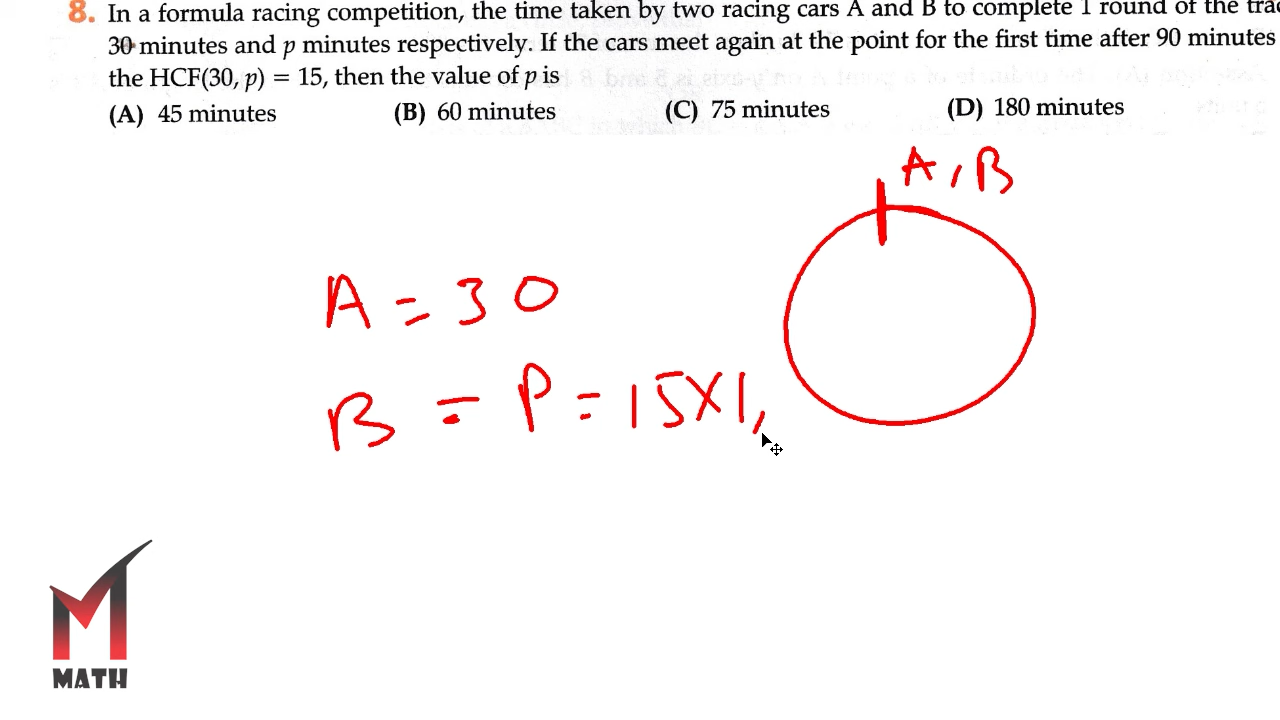 8. In a formula racing competition, the time taken by two racing cars A and B to complete 1 round of the
30 minutes and p minutes respectively. If the cars meet again at the point for the first time after 90 minutes
the HCF(30, p) = 15, then the value of p is
(A) 45 minutes (B) 60 minutes (C) 75 minutes (D) 180 minutes
A, B
A = 30
B = P = 15×1,
MATH